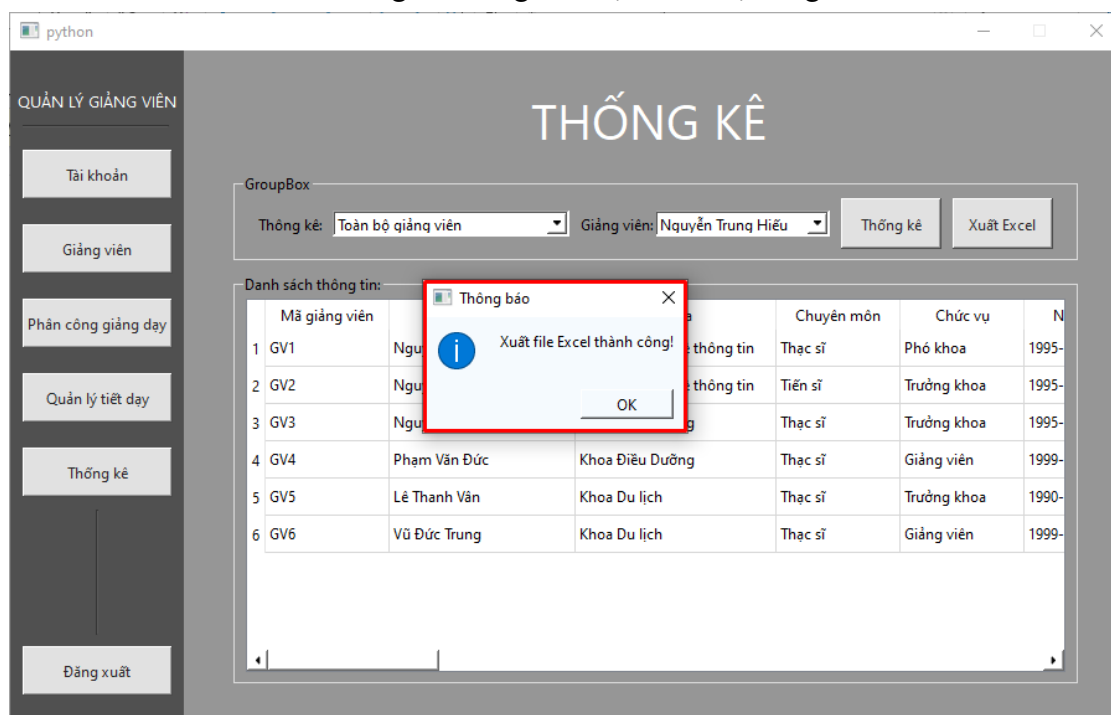 python
QUẢN LÝ GIẢNG VIÊN
Tài khoản
Giảng viên
Phân công giảng dạy
Quản lý tiết dạy
Thống kê
Đăng xuất
THỐNG KÊ
GroupBox
Thông kê: Toàn bộ giảng viên Giảng viên: Nguyễn Trung Hiếu Thống kê Xuất Excel
Danh sách thông tin:
Thông báo
Xuất file Excel thành công!
OK
Mã giảng viên Chuyên môn Chức vụ N
1 GV1 Ngu thông tin Thạc sĩ Phó khoa 1995-
2 GV2 Ngu thông tin Tiến sĩ Trưởng khoa 1995-
3 GV3 Ngu g Thạc sĩ Trưởng khoa 1995-
4 GV4 Phạm Văn Đức Khoa Điều Dưỡng Thạc sĩ Giảng viên 1999-
5 GV5 Lê Thanh Vân Khoa Du lịch Thạc sĩ Trưởng khoa 1990-
6 GV6 Vũ Đức Trung Khoa Du lịch Thạc sĩ Giảng viên 1999-